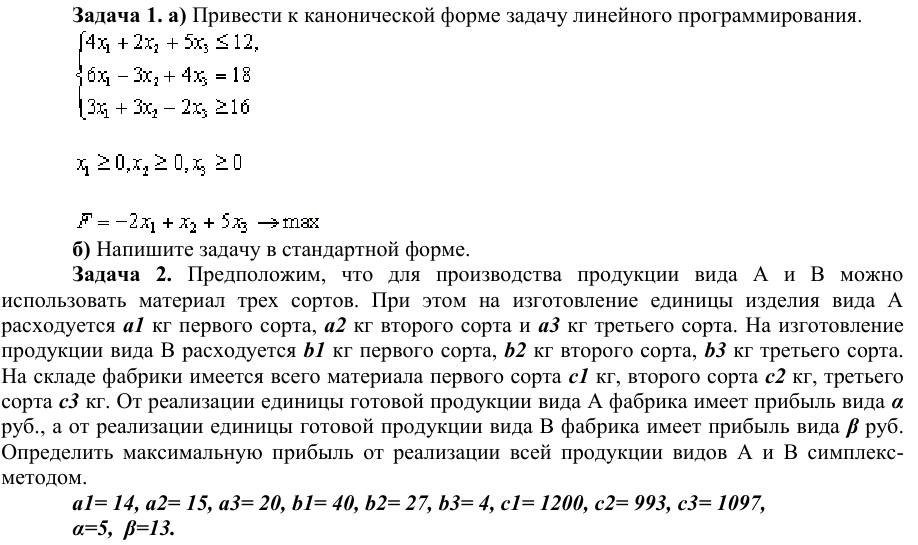 Задача 1. а) Привести к канонической форме задачу линейного программирования.
4x₁ + 2x₂ + 5x₃ ≤ 12,
6x₁ − 3x₂ + 4x₃ = 18
3x₁ + 3x₂ − 2x₃ ≥ 16
x₁ ≥ 0, x₂ ≥ 0, x₃ ≥ 0
F = −2x₁ + x₂ + 5x₃ → max
б) Напишите задачу в стандартной форме.
Задача 2. Предположим, что для производства продукции вида А и В можно
использовать материал трех сортов. При этом на изготовление единицы изделия вида А
расходуется a1 кг первого сорта, a2 кг второго сорта и a3 кг третьего сорта. На изготовление
продукции вида В расходуется b1 кг первого сорта, b2 кг второго сорта, b3 кг третьего сорта.
На складе фабрики имеется всего материала первого сорта c1 кг, второго сорта c2 кг, третьего
сорта c3 кг. От реализации единицы готовой продукции вида А фабрика имеет прибыль вида α
руб., а от реализации единицы готовой продукции вида В фабрика имеет прибыль вида β руб.
Определить максимальную прибыль от реализации всей продукции видов А и В симплекс-
методом.
a1= 14, a2= 15, a3= 20, b1= 40, b2= 27, b3= 4, c1= 1200, c2= 993, c3= 1097,
α=5, β=13.